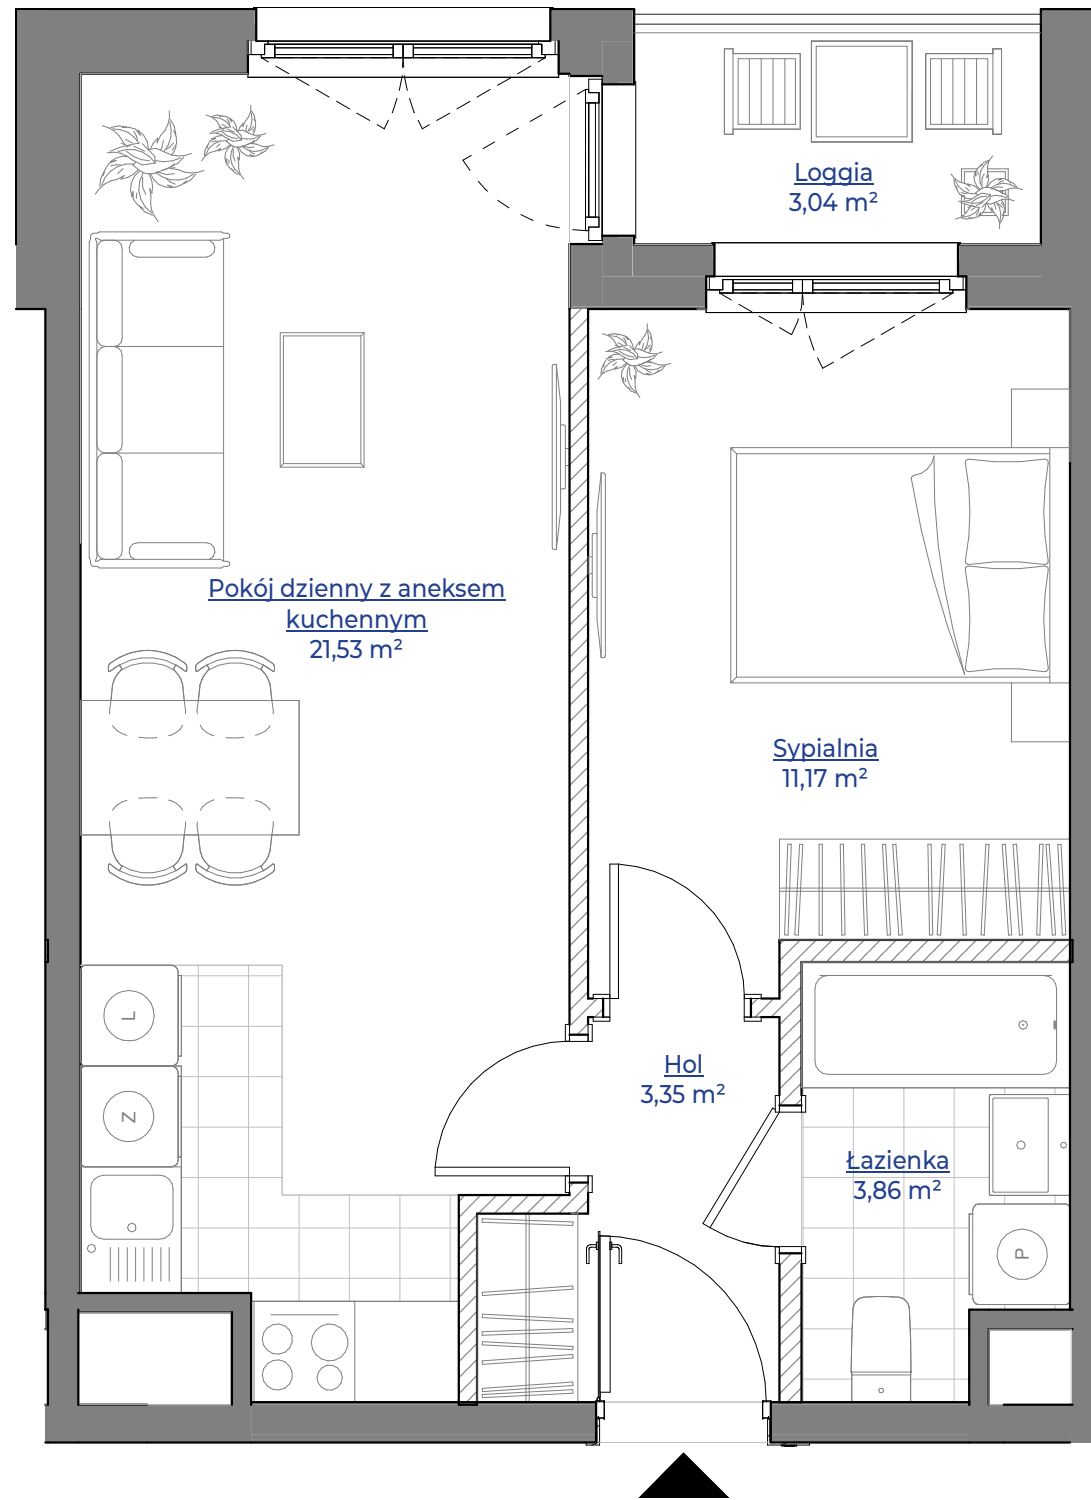 Loggia
3,04 m²
Pokój dzienny z aneksem
kuchennym
21,53 m²
Sypialnia
11,17 m²
L
Z
Hol
3,35 m²
Łazienka
3,86 m²
P